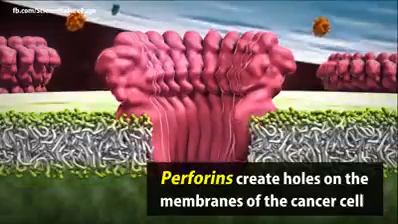 Perforins create holes on the
membranes of the cancer cell